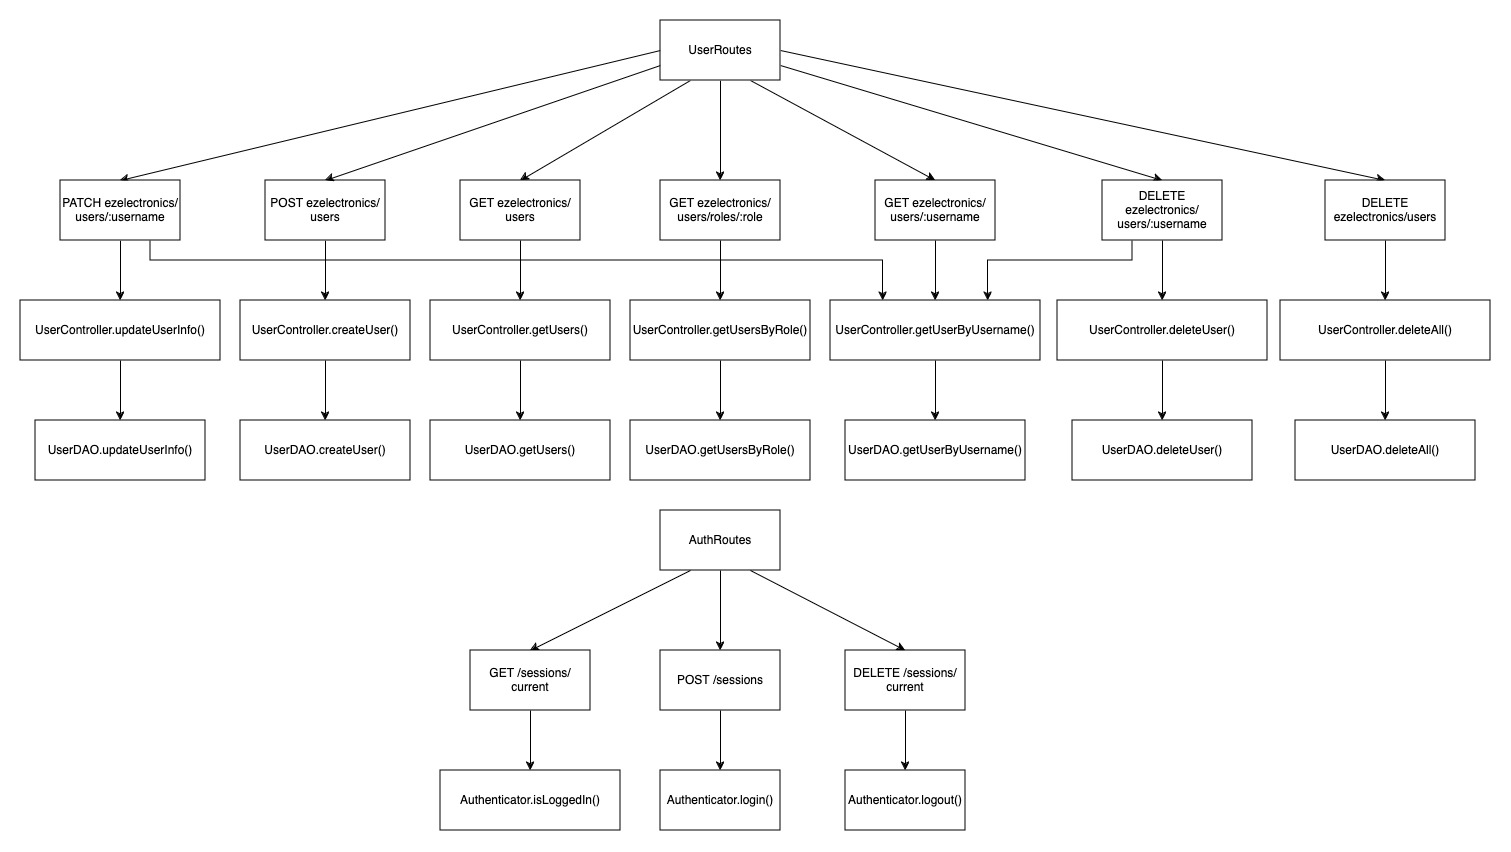 UserRoutes
PATCH ezelectronics/
users/:username
POST ezelectronics/
users
GET ezelectronics/
users
GET ezelectronics/
users/roles/:role
GET ezelectronics/
users/:username
DELETE
ezelectronics/
users/:username
DELETE
ezelectronics/users
UserController.updateUserInfo()
UserController.createUser()
UserController.getUsers()
UserController.getUsersByRole()
UserController.getUserByUsername()
UserController.deleteUser()
UserController.deleteAll()
UserDAO.updateUserInfo()
UserDAO.createUser()
UserDAO.getUsers()
UserDAO.getUsersByRole()
UserDAO.getUserByUsername()
UserDAO.deleteUser()
UserDAO.deleteAll()
AuthRoutes
GET /sessions/
current
POST /sessions
DELETE /sessions/
current
Authenticator.isLoggedIn()
Authenticator.login()
Authenticator.logout()